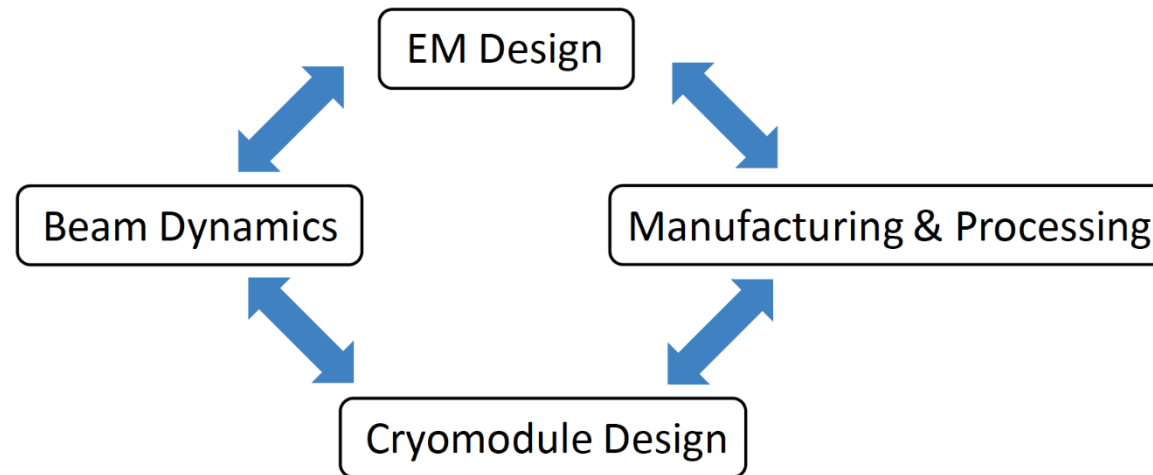 EM Design
Beam Dynamics
Manufacturing & Processing
Cryomodule Design